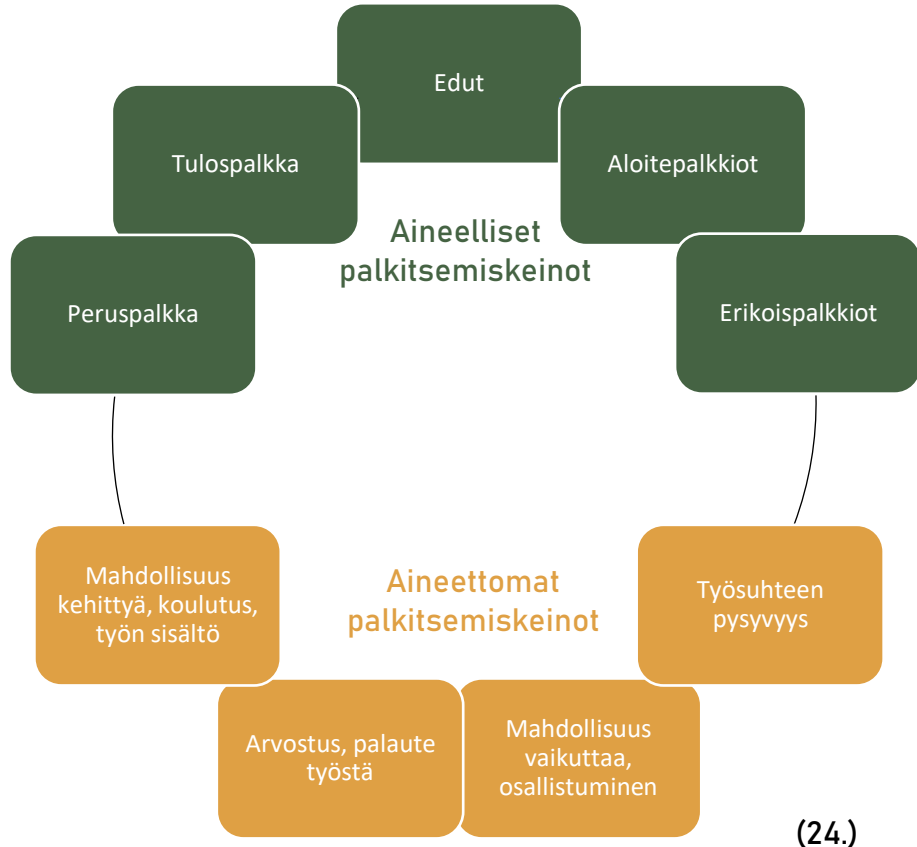 Edut
Tulospalkka
Aloitepalkkiot
Aineelliset
palkitsemiskeinot
Peruspalkka
Erikoispalkkiot
Mahdollisuus
kehittyä, koulutus,
työn sisältö
Aineettomat
palkitsemiskeinot
Työsuhteen
pysyvyys
Arvostus, palaute
työstä
Mahdollisuus
vaikuttaa,
osallistuminen
(24.)